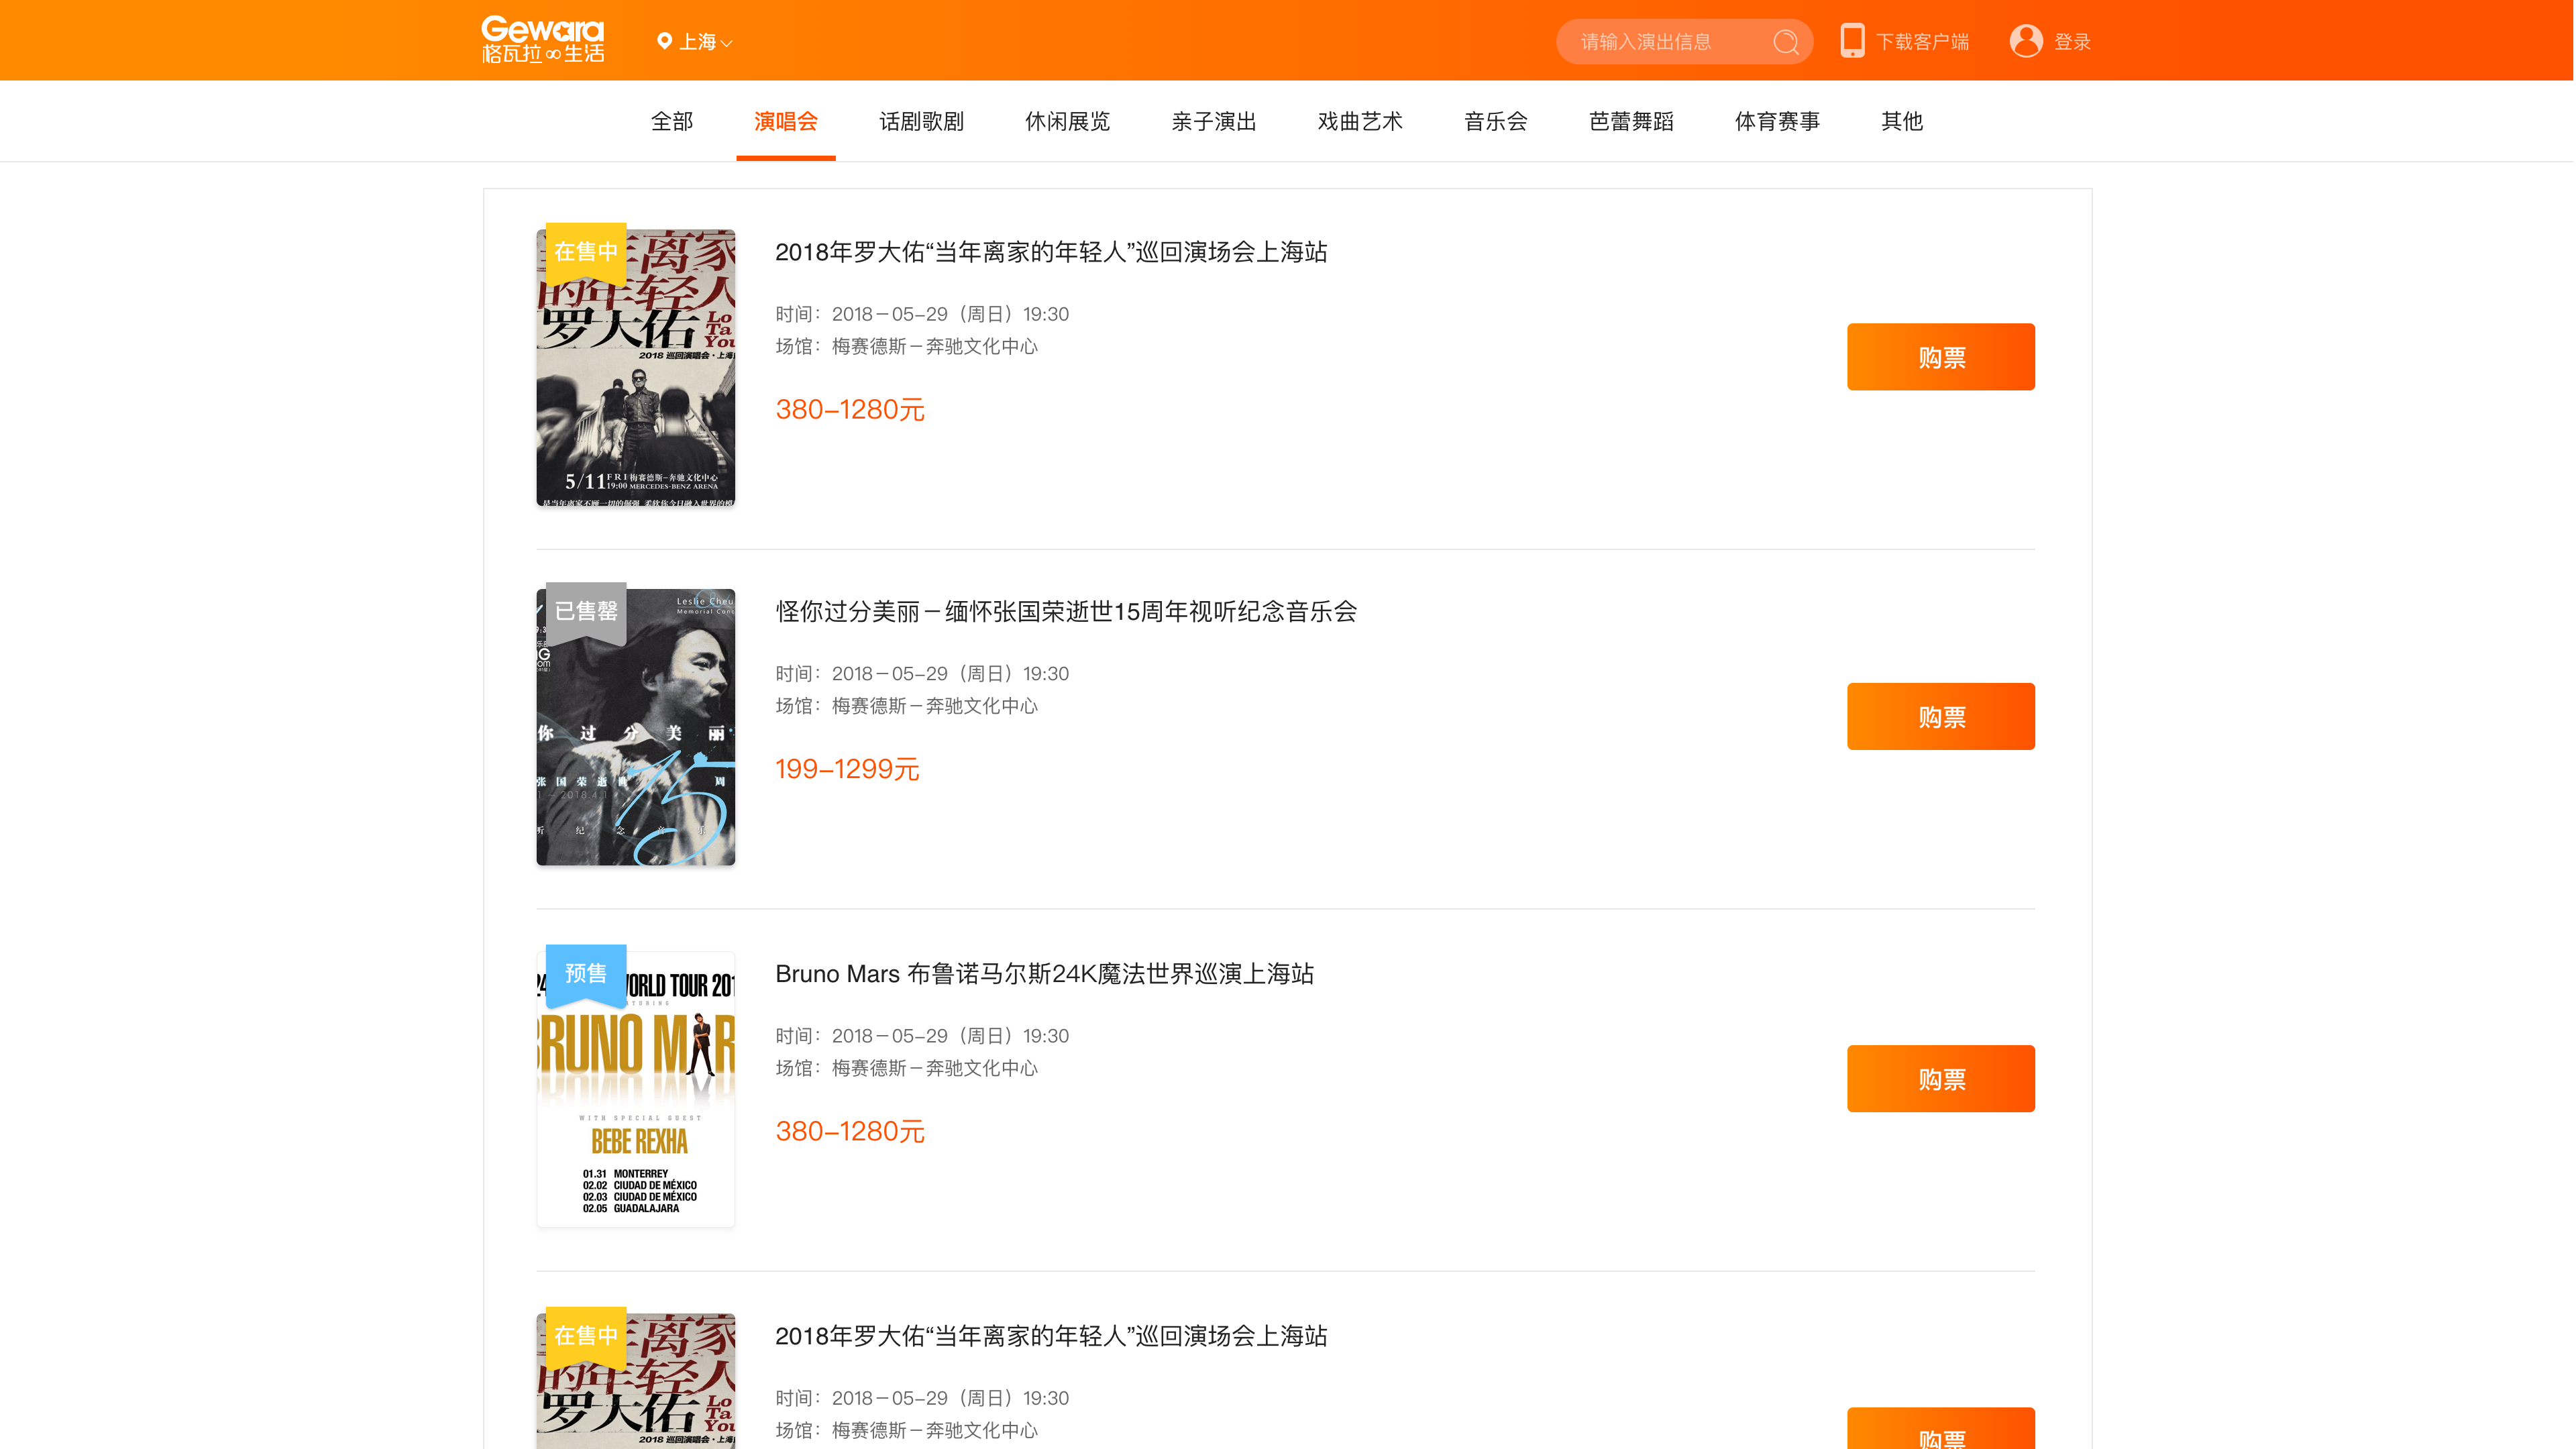 Gewara
格瓦拉∞生活
上海
请输入演出信息
下载客户端
登录
全部
演唱会
话剧歌剧
休闲展览
亲子演出
戏曲艺术
音乐会
芭蕾舞蹈
体育赛事
其他
在售中
年离家
的年轻人
罗大佑
Lo
Ta
You
2018 巡回演唱会·上海
5/11 FRI 梅赛德斯-奔驰文化中心
19:00 MERCEDES-BENZ ARENA
2018年罗大佑“当年离家的年轻人”巡回演场会上海站
时间：2018－05–29（周日）19:30
场馆：梅赛德斯－奔驰文化中心
380–1280元
购票
已售罄
Leslie Cheu
Memorial Conc
你过分美丽
张国荣逝世 周
15
听纪念音乐
怪你过分美丽－缅怀张国荣逝世15周年视听纪念音乐会
时间：2018－05–29（周日）19:30
场馆：梅赛德斯－奔驰文化中心
199–1299元
购票
预售
24 WORLD TOUR 201
BRUNO MAR
WITH SPECIAL GUEST
BEBE REXHA
01.31 MONTERREY
02.02 CIUDAD DE MÉXICO
02.03 CIUDAD DE MÉXICO
02.05 GUADALAJARA
Bruno Mars 布鲁诺马尔斯24K魔法世界巡演上海站
时间：2018－05–29（周日）19:30
场馆：梅赛德斯－奔驰文化中心
380–1280元
购票
在售中
年离家
的年轻人
罗大佑
Lo
Ta
You
2018 巡回演唱会·上海
2018年罗大佑“当年离家的年轻人”巡回演场会上海站
时间：2018－05–29（周日）19:30
场馆：梅赛德斯－奔驰文化中心
购票